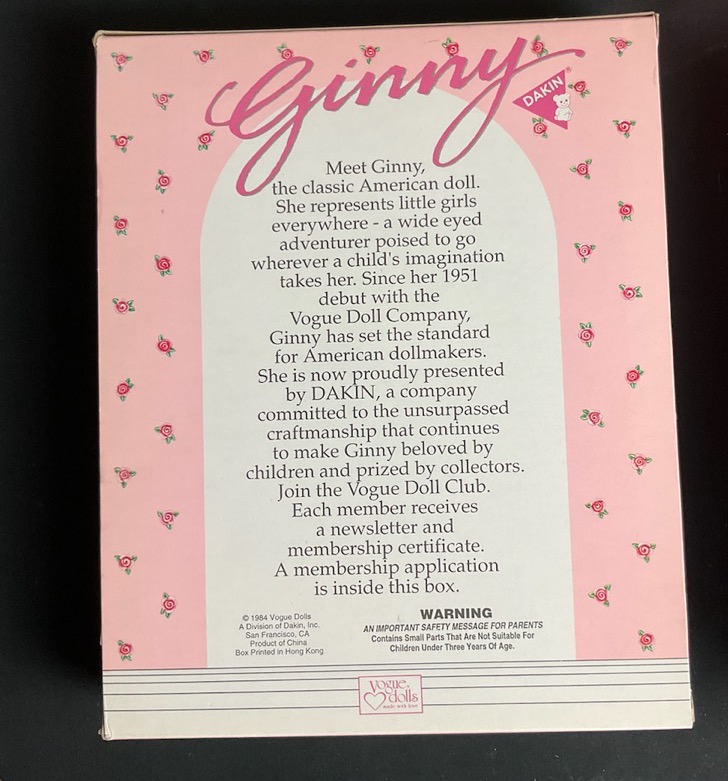 Ginny
DAKIN
Meet Ginny,
the classic American doll.
She represents little girls
everywhere - a wide eyed
adventurer poised to go
wherever a child's imagination
takes her. Since her 1951
debut with the
Vogue Doll Company,
Ginny has set the standard
for American dollmakers.
She is now proudly presented
by DAKIN, a company
committed to the unsurpassed
craftmanship that continues
to make Ginny beloved by
children and prized by collectors.
Join the Vogue Doll Club.
Each member receives
a newsletter and
membership certificate.
A membership application
is inside this box.
© 1984 Vogue Dolls
A Division of Dakin, Inc.
San Francisco, CA
Product of China
Box Printed in Hong Kong
WARNING
AN IMPORTANT SAFETY MESSAGE FOR PARENTS
Contains Small Parts That Are Not Suitable For
Children Under Three Years Of Age.
Vogue
dolls
made with love